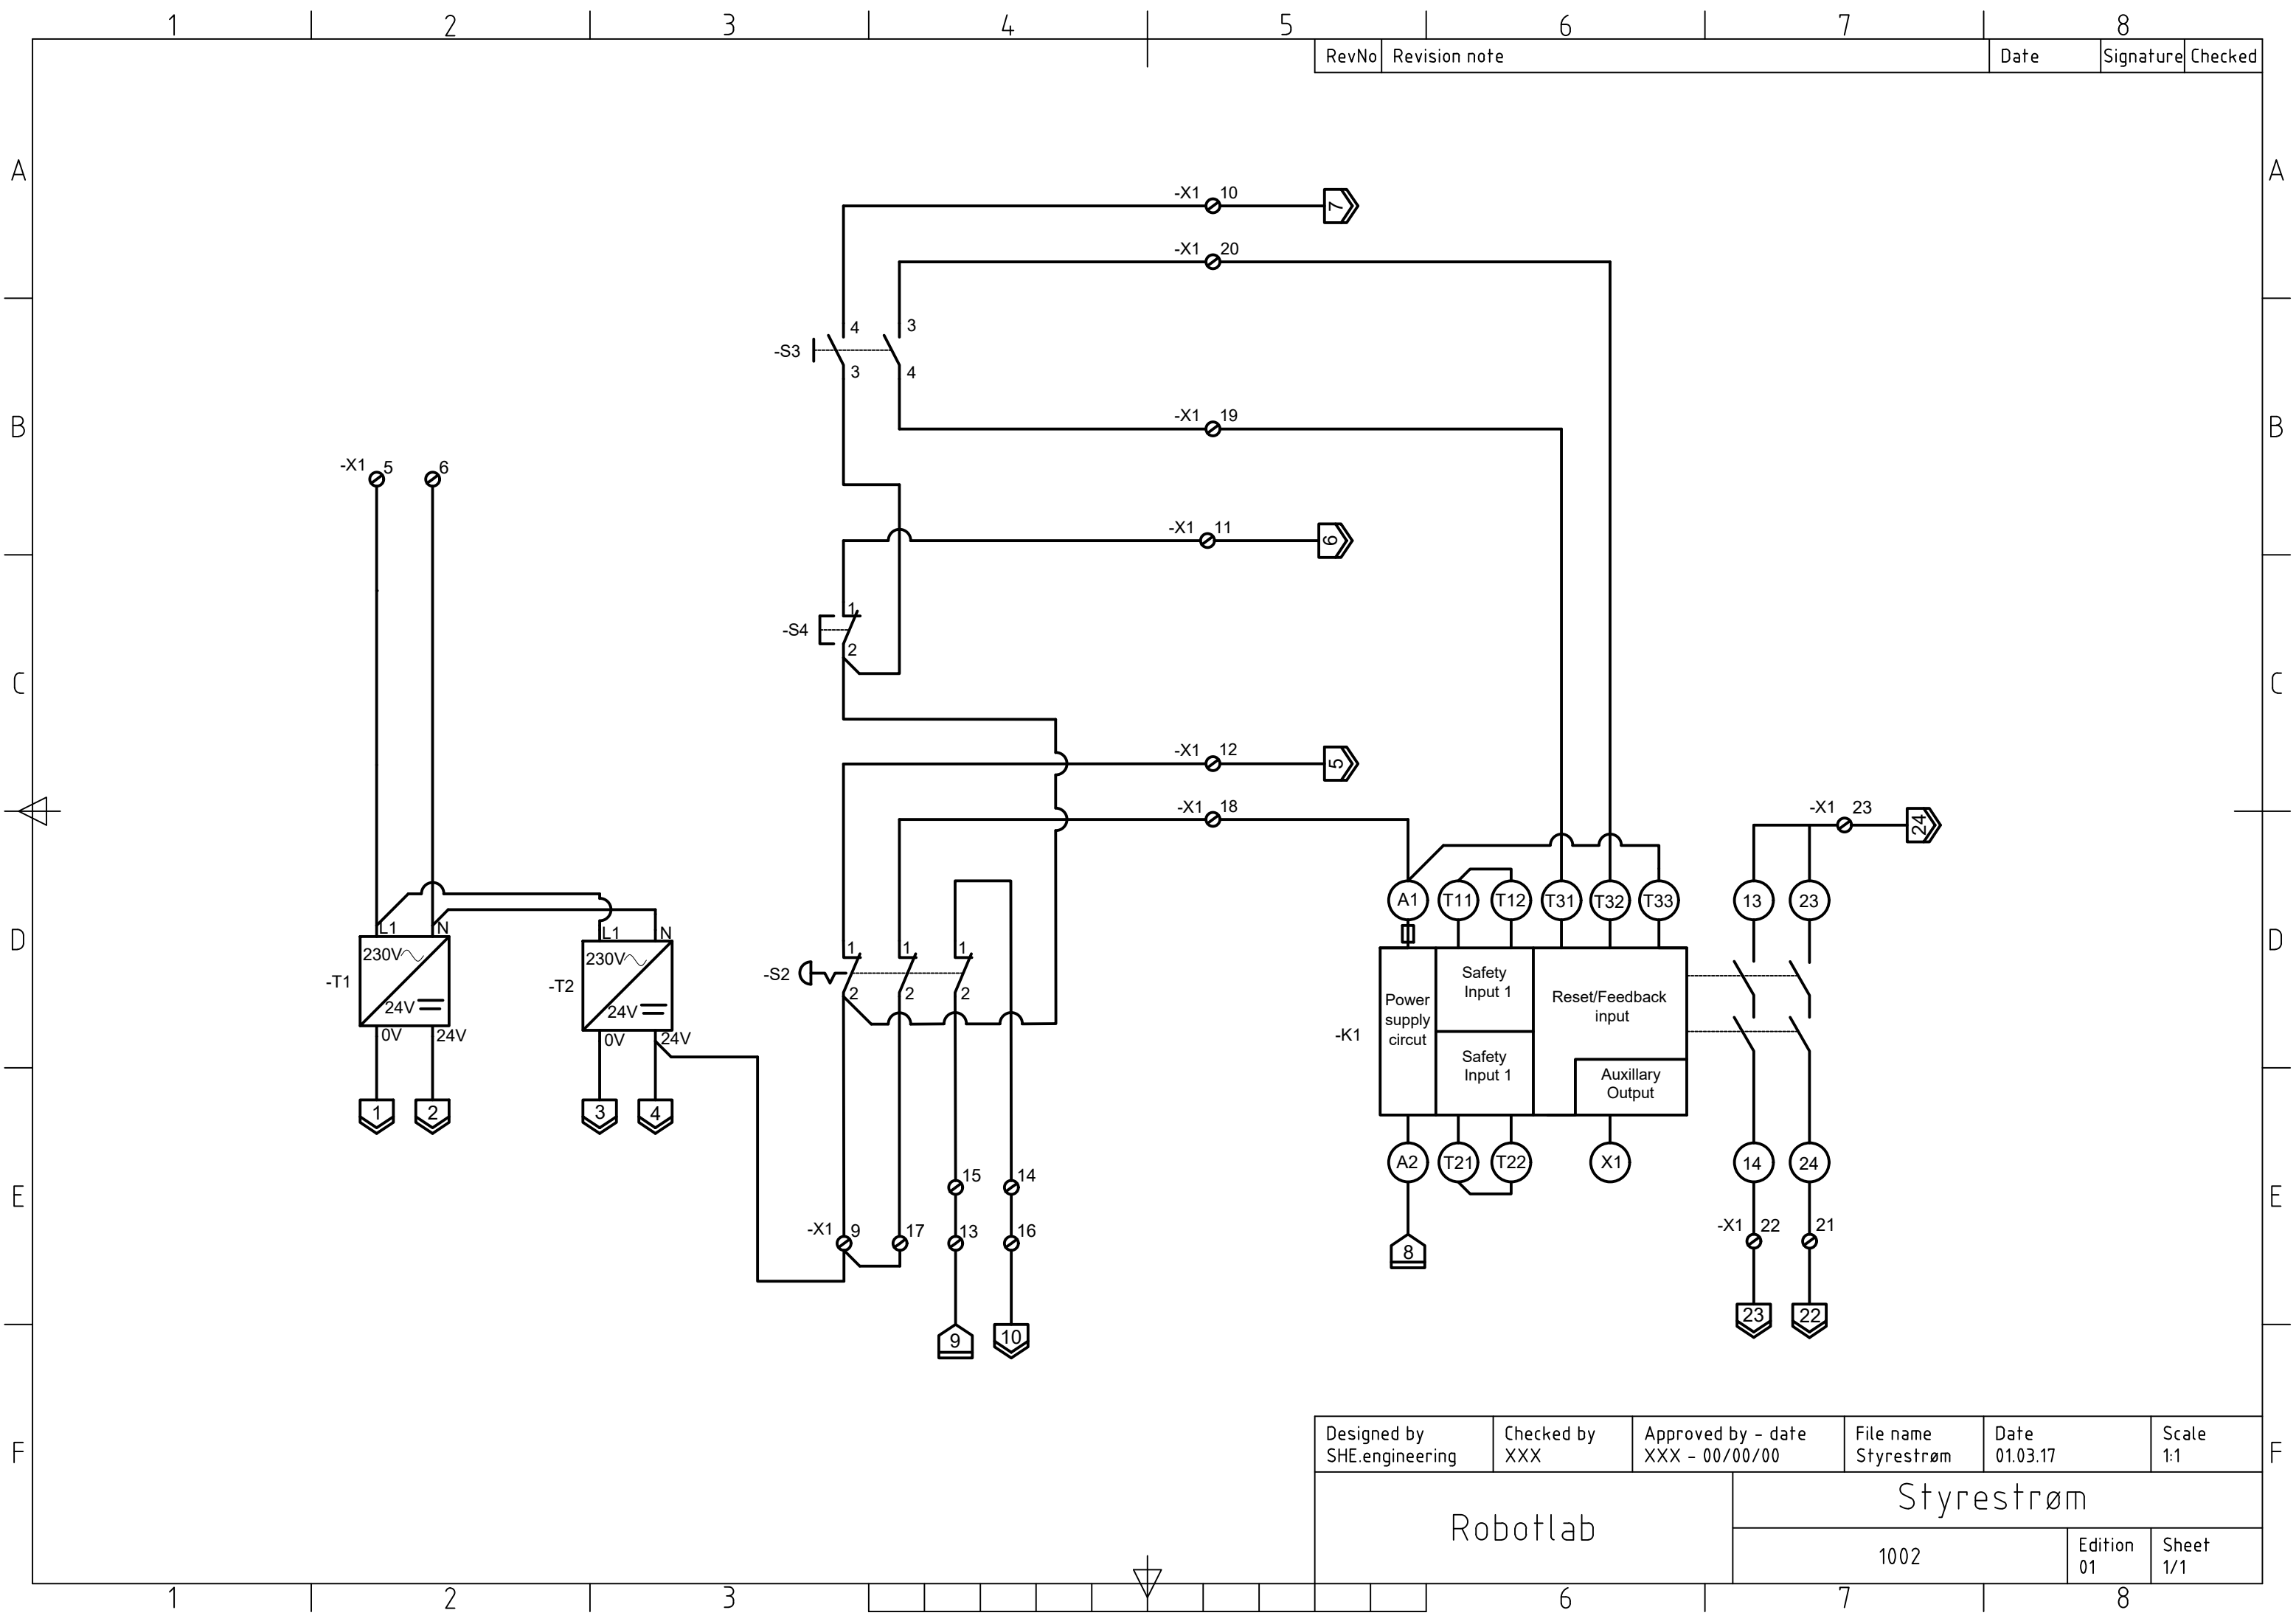 1 2 3 4 5 6 7 8
RevNo Revision note Date Signature Checked
A A
-X1 10
7
-X1 20
4 3
-S3
3 4
-X1 19
B B
-X1 5 6
-X1 11
6
1
-S4
2
C C
-X1 12
5
-X1 18
-X1 23
24
A1 T11 T12 T31 T32 T33 13 23
L1 N
L1 N
D D
230V
230V
-T1
24V
-T2
24V
0V 24V
0V 24V
1 1 1
-S2
2 2 2
Safety
Input 1
Power
supply
circut
Reset/Feedback
input
-K1
Safety
Input 1
Auxillary
Output
1 2 3 4
A2 T21 T22 X1 14 24
15 14
E E
-X1 9 17 13 16
-X1 22 21
8
23 22
9 10
F F
Designed by
SHE.engineering
Checked by
XXX
Approved by - date
XXX - 00/00/00
File name
Styrestrøm
Date
01.03.17
Scale
1:1
Robotlab
Styrestrøm
1002
Edition
01
Sheet
1/1
1 2 3 6 7 8